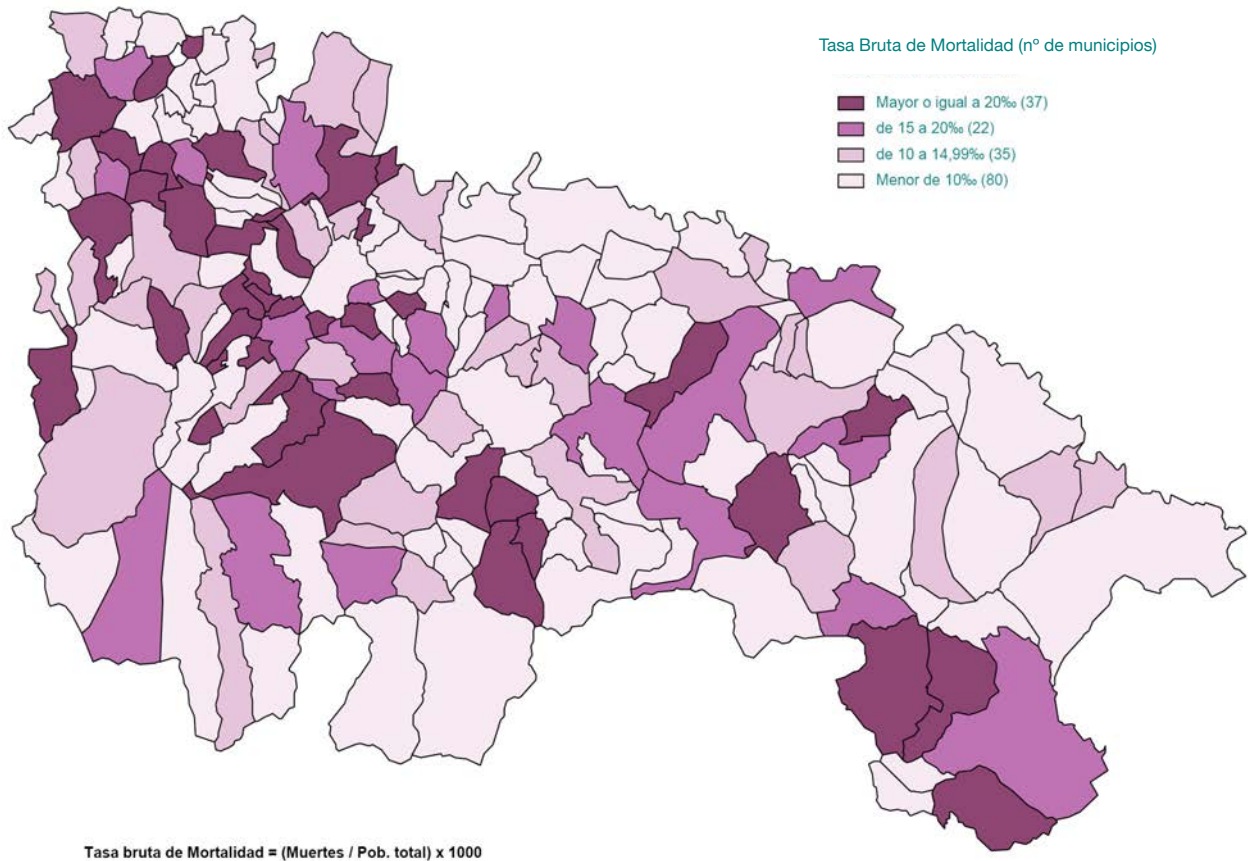 Tasa Bruta de Mortalidad (nº de municipios)
Mayor o igual a 20‰ (37)
de 15 a 20‰ (22)
de 10 a 14,99‰ (35)
Menor de 10‰ (80)
Tasa bruta de Mortalidad = (Muertes / Pob. total) x 1000